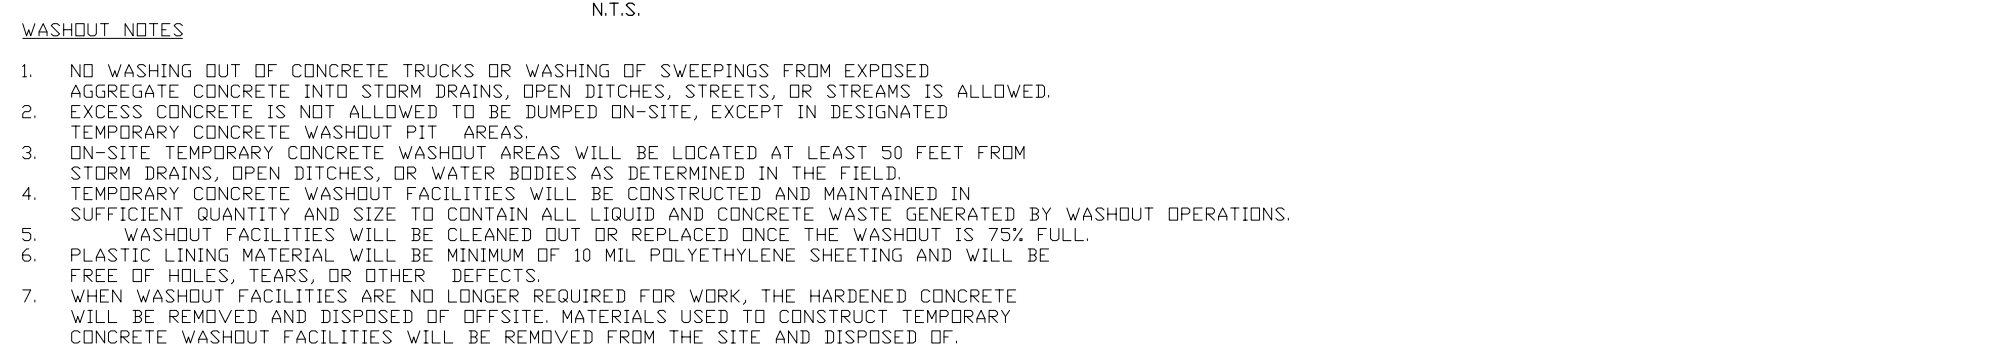 N.T.S.
WASHOUT NOTES
1. NO WASHING OUT OF CONCRETE TRUCKS OR WASHING OF SWEEPINGS FROM EXPOSED
AGGREGATE CONCRETE INTO STORM DRAINS, OPEN DITCHES, STREETS, OR STREAMS IS ALLOWED.
2. EXCESS CONCRETE IS NOT ALLOWED TO BE DUMPED ON-SITE, EXCEPT IN DESIGNATED
TEMPORARY CONCRETE WASHOUT PIT AREAS.
3. ON-SITE TEMPORARY CONCRETE WASHOUT AREAS WILL BE LOCATED AT LEAST 50 FEET FROM
STORM DRAINS, OPEN DITCHES, OR WATER BODIES AS DETERMINED IN THE FIELD.
4. TEMPORARY CONCRETE WASHOUT FACILITIES WILL BE CONSTRUCTED AND MAINTAINED IN
SUFFICIENT QUANTITY AND SIZE TO CONTAIN ALL LIQUID AND CONCRETE WASTE GENERATED BY WASHOUT OPERATIONS.
5. WASHOUT FACILITIES WILL BE CLEANED OUT OR REPLACED ONCE THE WASHOUT IS 75% FULL.
6. PLASTIC LINING MATERIAL WILL BE MINIMUM OF 10 MIL POLYETHYLENE SHEETING AND WILL BE
FREE OF HOLES, TEARS, OR OTHER DEFECTS.
7. WHEN WASHOUT FACILITIES ARE NO LONGER REQUIRED FOR WORK, THE HARDENED CONCRETE
WILL BE REMOVED AND DISPOSED OF OFFSITE. MATERIALS USED TO CONSTRUCT TEMPORARY
CONCRETE WASHOUT FACILITIES WILL BE REMOVED FROM THE SITE AND DISPOSED OF.